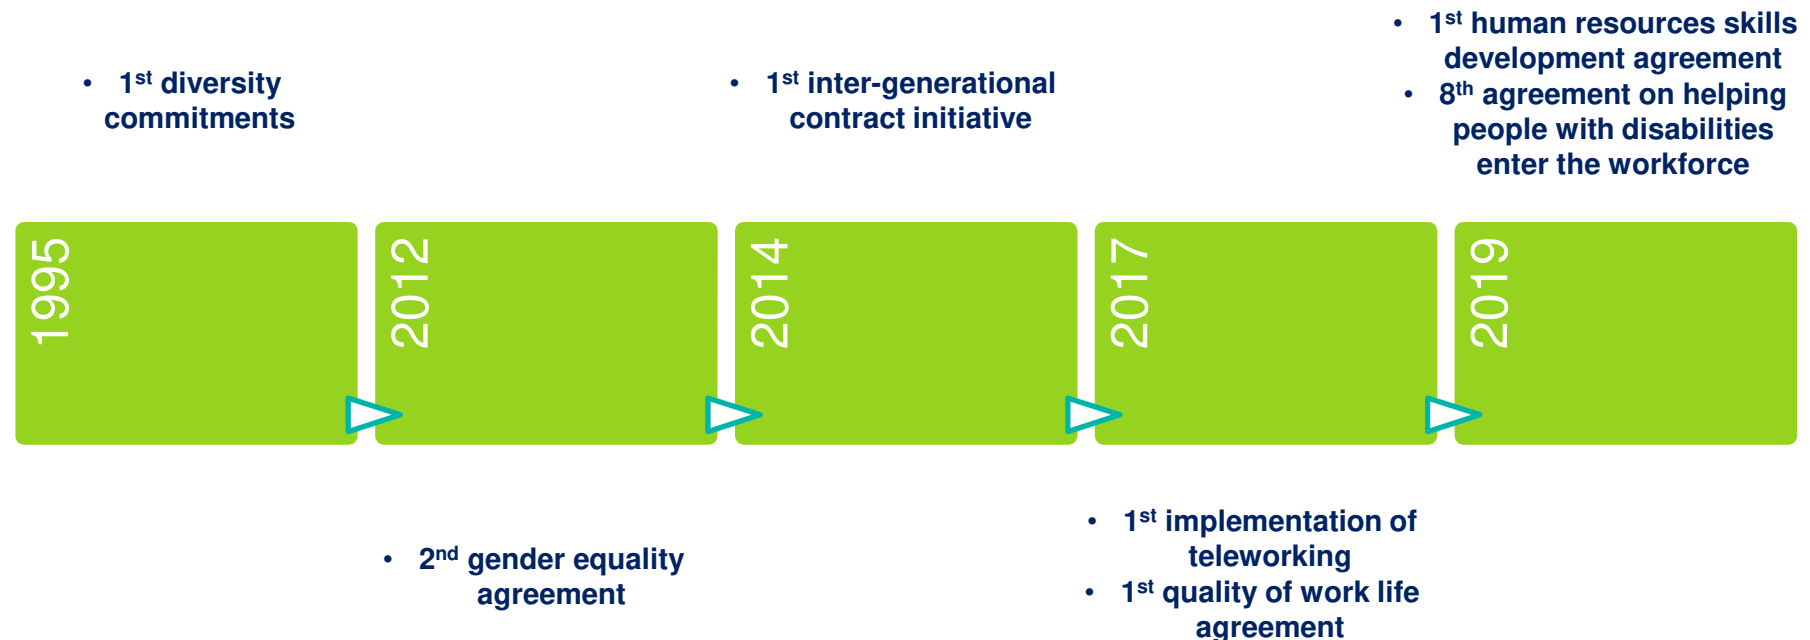 • 1st diversity
commitments
• 1st inter-generational
contract initiative
• 1st human resources skills
development agreement
• 8th agreement on helping
people with disabilities
enter the workforce
1995
2012
2014
2017
2019
• 2nd gender equality
agreement
• 1st implementation of
teleworking
• 1st quality of work life
agreement